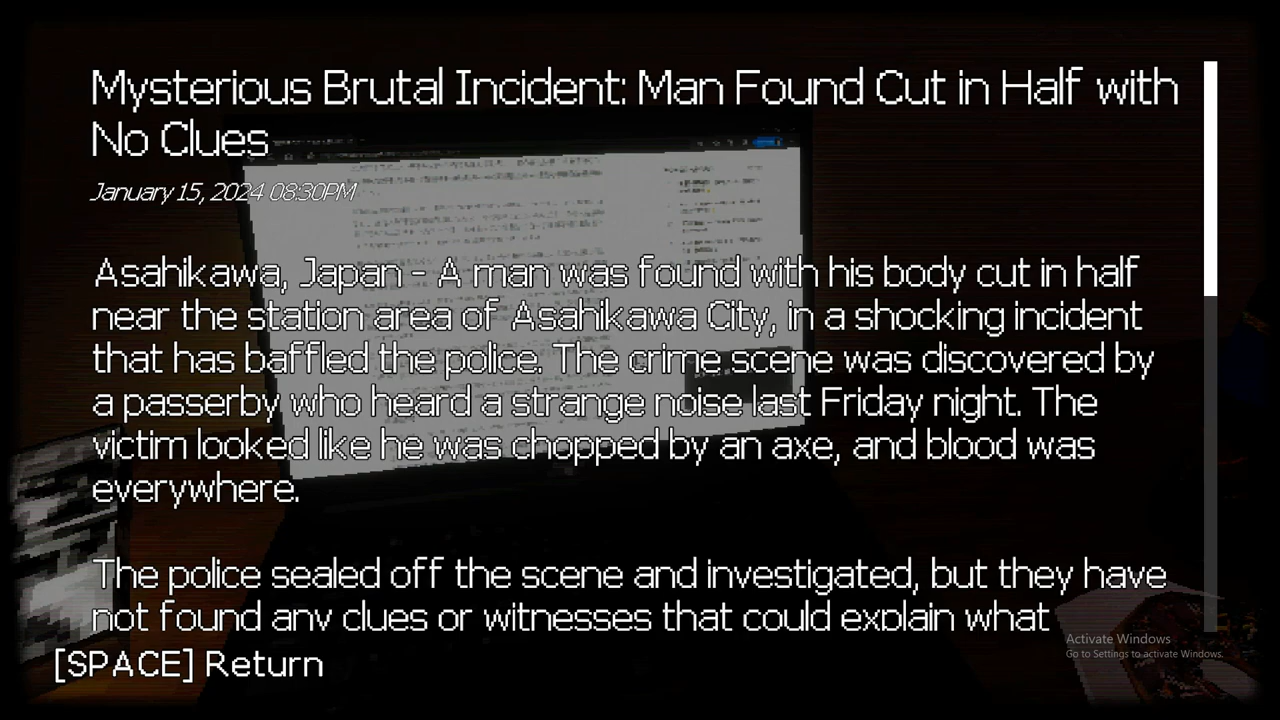 Mysterious Brutal Incident: Man Found Cut in Half with
No Clues
January 15, 2024 08:30PM
Asahikawa, Japan - A man was found with his body cut in half
near the station area of Asahikawa City, in a shocking incident
that has baffled the police. The crime scene was discovered by
a passerby who heard a strange noise last Friday night. The
victim looked like he was chopped by an axe, and blood was
everywhere.
The police sealed off the scene and investigated, but they have
not found any clues or witnesses that could explain what
Activate Windows
Go to Settings to activate Windows.
[SPACE] Return